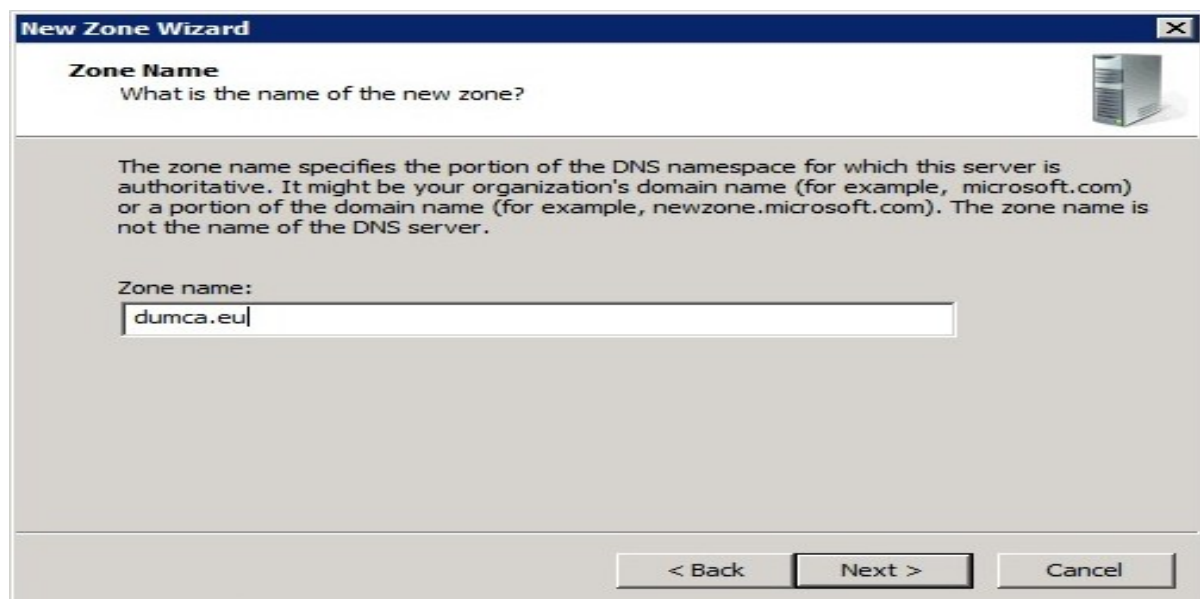 New Zone Wizard
Zone Name
What is the name of the new zone?
The zone name specifies the portion of the DNS namespace for which this server is
authoritative. It might be your organization's domain name (for example, microsoft.com)
or a portion of the domain name (for example, newzone.microsoft.com). The zone name is
not the name of the DNS server.
Zone name:
dumca.eu
< Back
Next >
Cancel